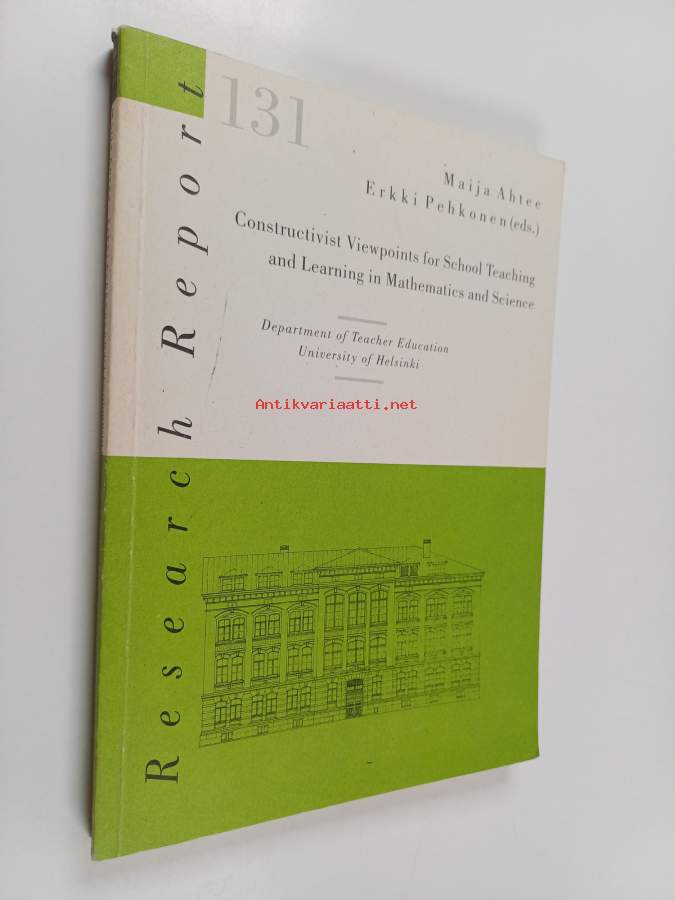 131
Maija Ahtee
Erkki Pehkonen (eds.)
Constructivist Viewpoints for School Teaching
and Learning in Mathematics and Science
Department of Teacher Education
University of Helsinki
Antikvariaatti.net
Research Report